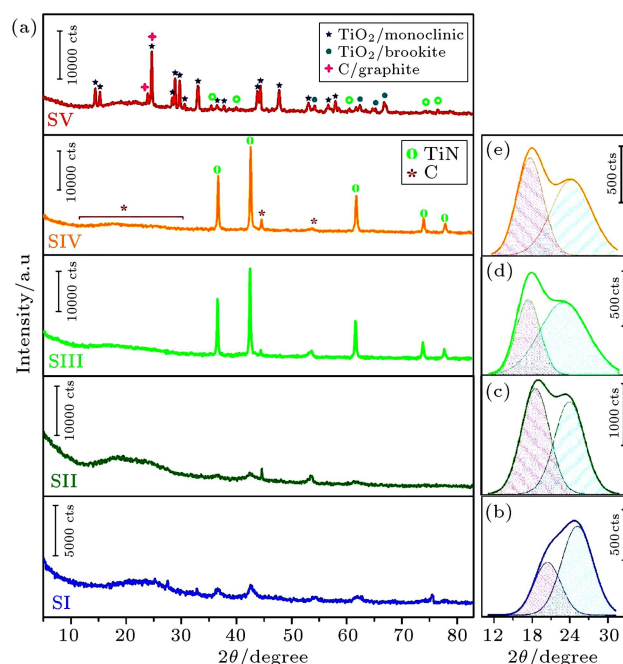 (a)
10000 cts
TiO2/monoclinic
TiO2/brookite
C/graphite
SV
10000 cts
TiN
C
*
*
*
SIV
10000 cts
SIII
10000 cts
SII
5000 cts
SI
Intensity/a.u
10 20 30 40 50 60 70 80
2θ/degree
(e)
500 cts
(d)
500 cts
(c)
1000 cts
(b)
500 cts
12 18 24 30
2θ/degree